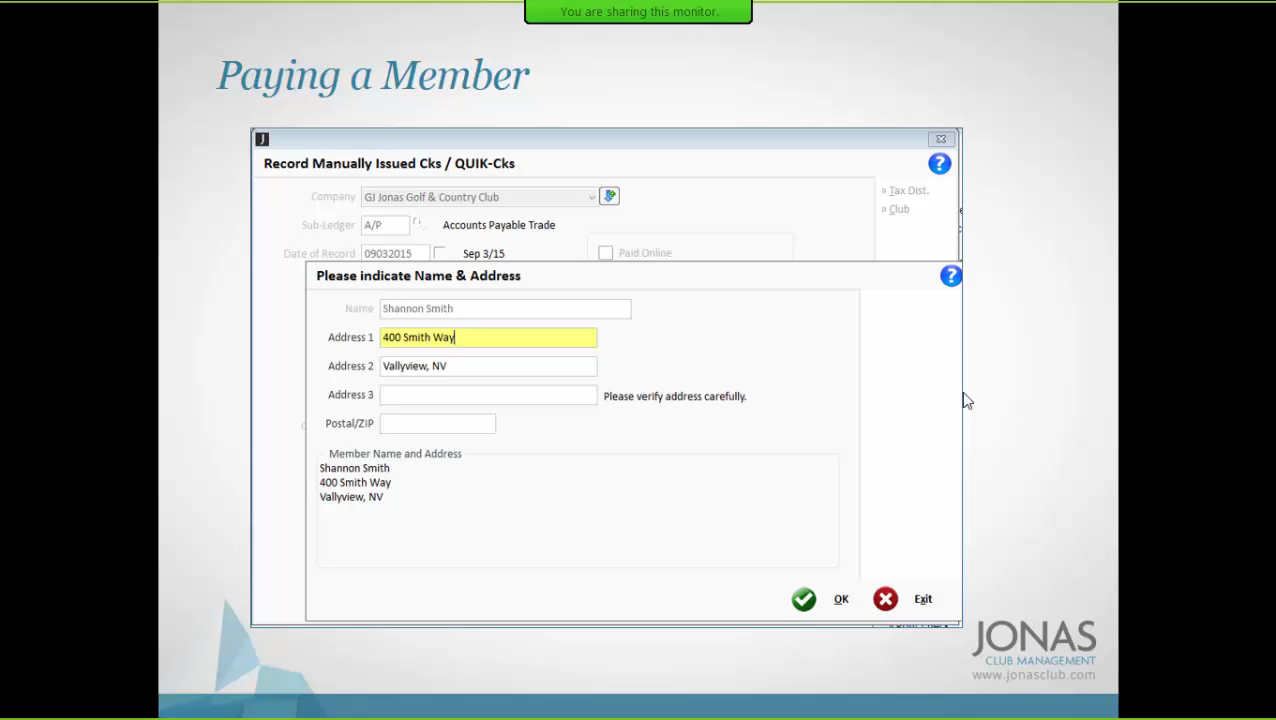 You are sharing this monitor.
Paying a Member
J
Record Manually Issued Cks / QUIK-Cks
?
Company GJ Jonas Golf & Country Club
» Tax Dist.
Sub-Ledger A/P Accounts Payable Trade
» Club
Date of Record 09032015 Sep 3/15 Paid Online
Please indicate Name & Address
?
Name Shannon Smith
Address 1 400 Smith Way
Address 2 Vallyview, NV
Address 3 Please verify address carefully.
Postal/ZIP
Member Name and Address
Shannon Smith
400 Smith Way
Vallyview, NV
OK Exit
JONAS
CLUB MANAGEMENT
www.jonasclub.com